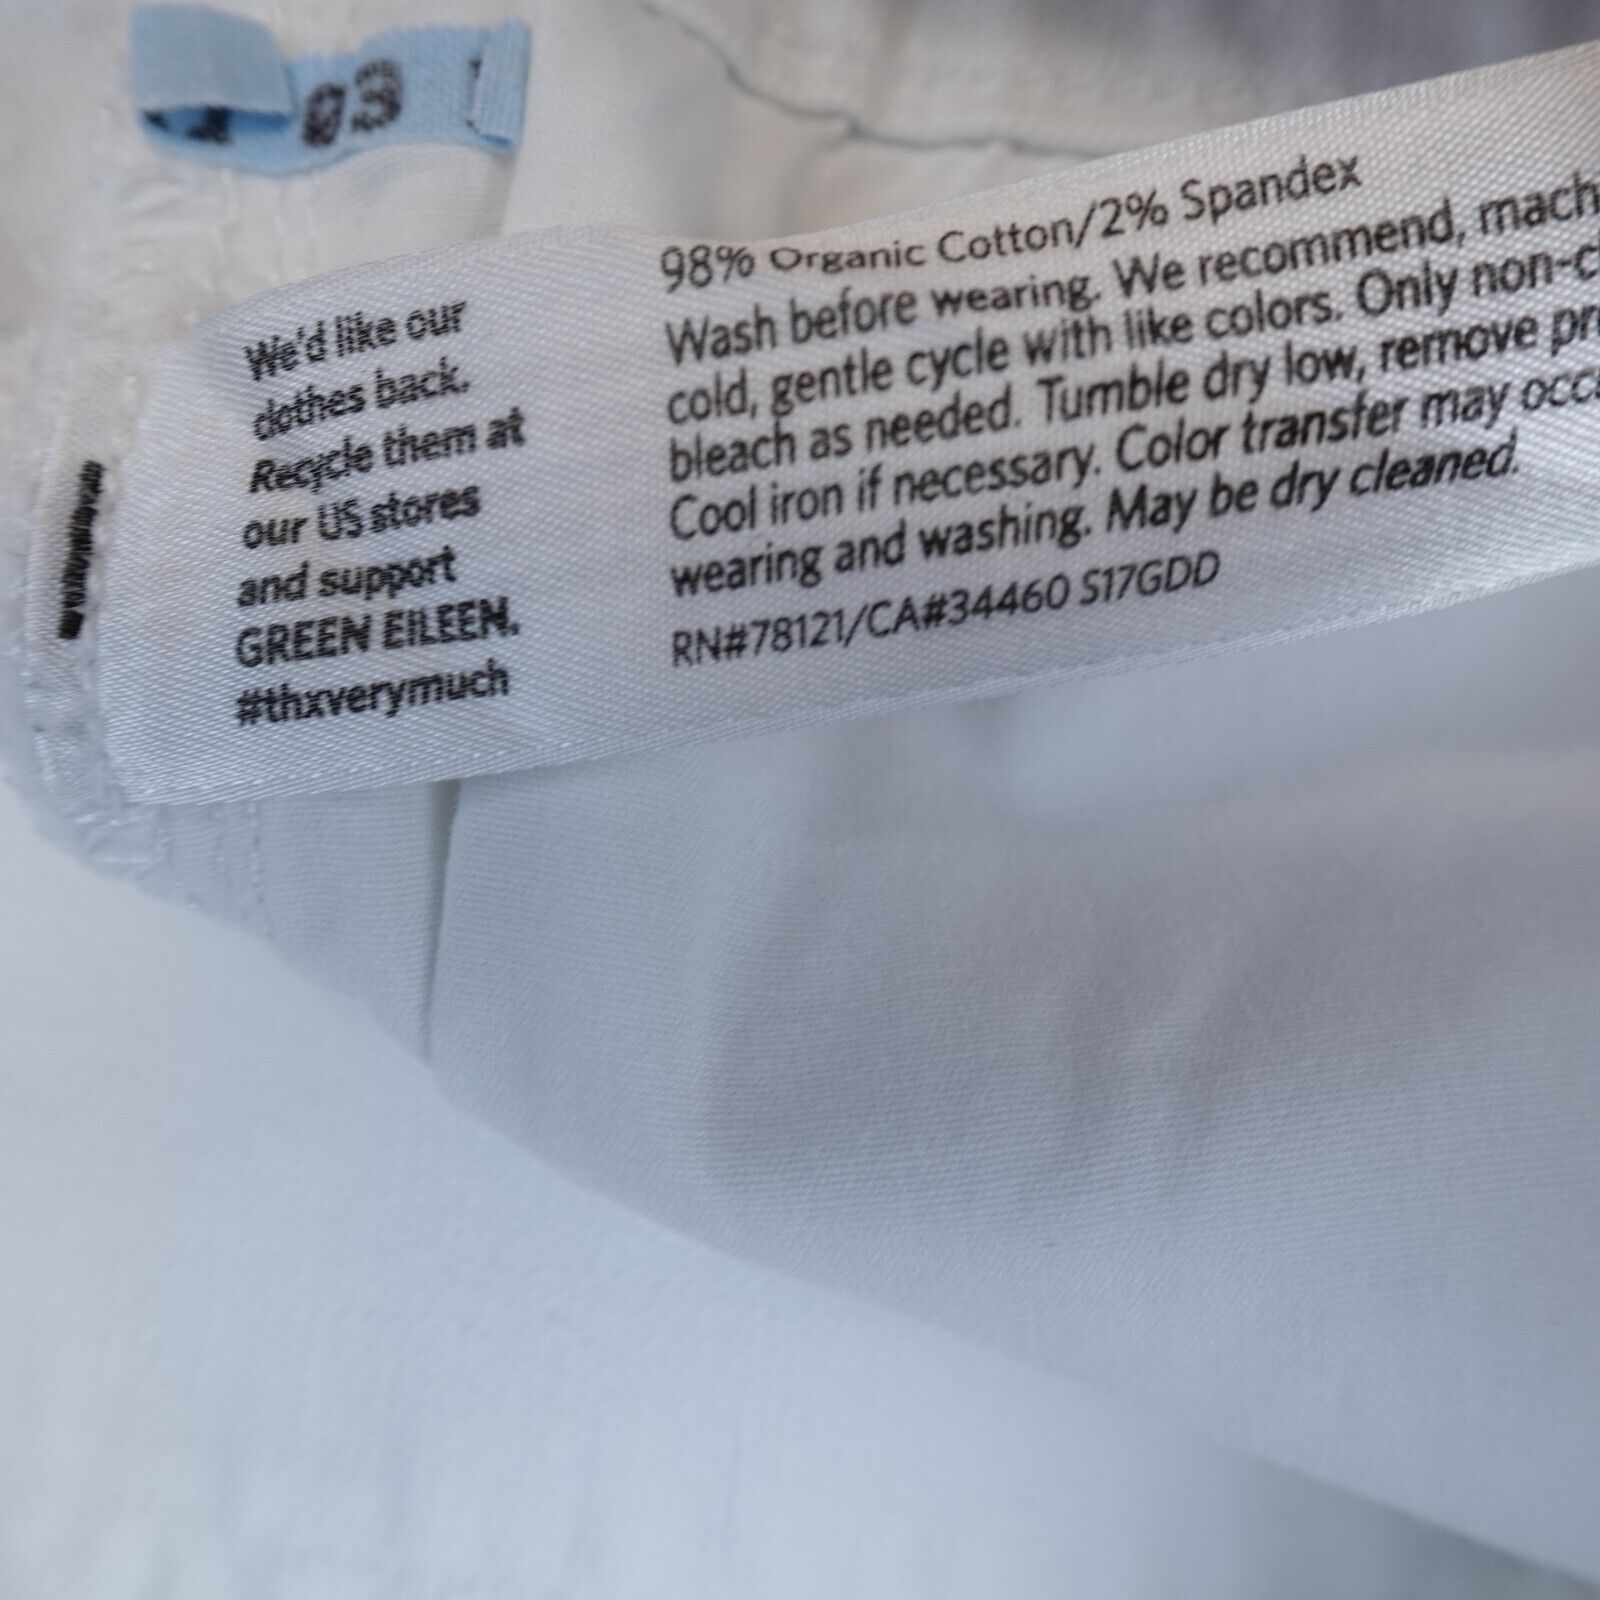 03
We'd like our
clothes back.
Recycle them at
our US stores
and support
GREEN EILEEN.
#thxverymuch
98% Organic Cotton/2% Spandex
Wash before wearing. We recommend, mach
cold, gentle cycle with like colors. Only non-c
bleach as needed. Tumble dry low, remove pr
Cool iron if necessary. Color transfer may occ
wearing and washing. May be dry cleaned.
RN#78121/CA#34460 S17GDD